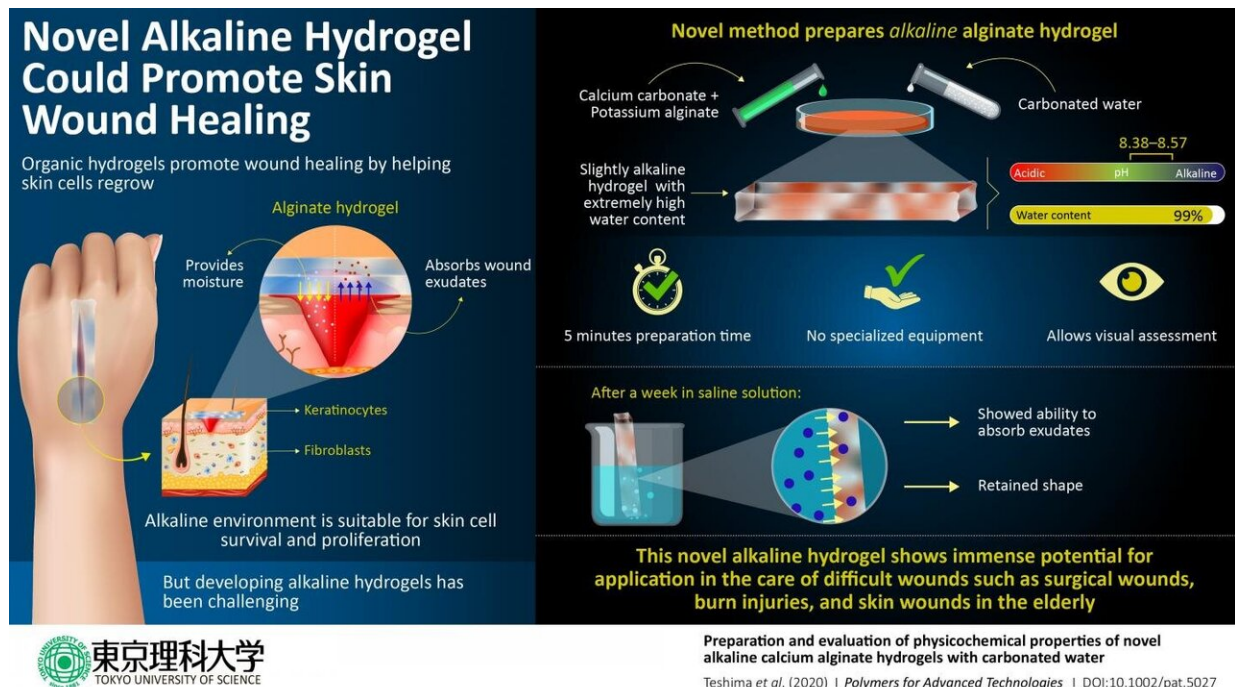 Novel Alkaline Hydrogel
Could Promote Skin
Wound Healing
Organic hydrogels promote wound healing by helping
skin cells regrow
Alginate hydrogel
Provides
moisture
Absorbs wound
exudates
Keratinocytes
Fibroblasts
Alkaline environment is suitable for skin cell
survival and proliferation
But developing alkaline hydrogels has
been challenging
Novel method prepares alkaline alginate hydrogel
Calcium carbonate +
Potassium alginate
Carbonated water
Slightly alkaline
hydrogel with
extremely high
water content
8.38–8.57
Acidic pH Alkaline
Water content 99%
5 minutes preparation time
No specialized equipment
Allows visual assessment
After a week in saline solution:
Showed ability to
absorb exudates
Retained shape
This novel alkaline hydrogel shows immense potential for
application in the care of difficult wounds such as surgical wounds,
burn injuries, and skin wounds in the elderly
東京理科大学
TOKYO UNIVERSITY OF SCIENCE
Preparation and evaluation of physicochemical properties of novel
alkaline calcium alginate hydrogels with carbonated water
Teshima et al. (2020) | Polymers for Advanced Technologies | DOI:10.1002/pat.5027